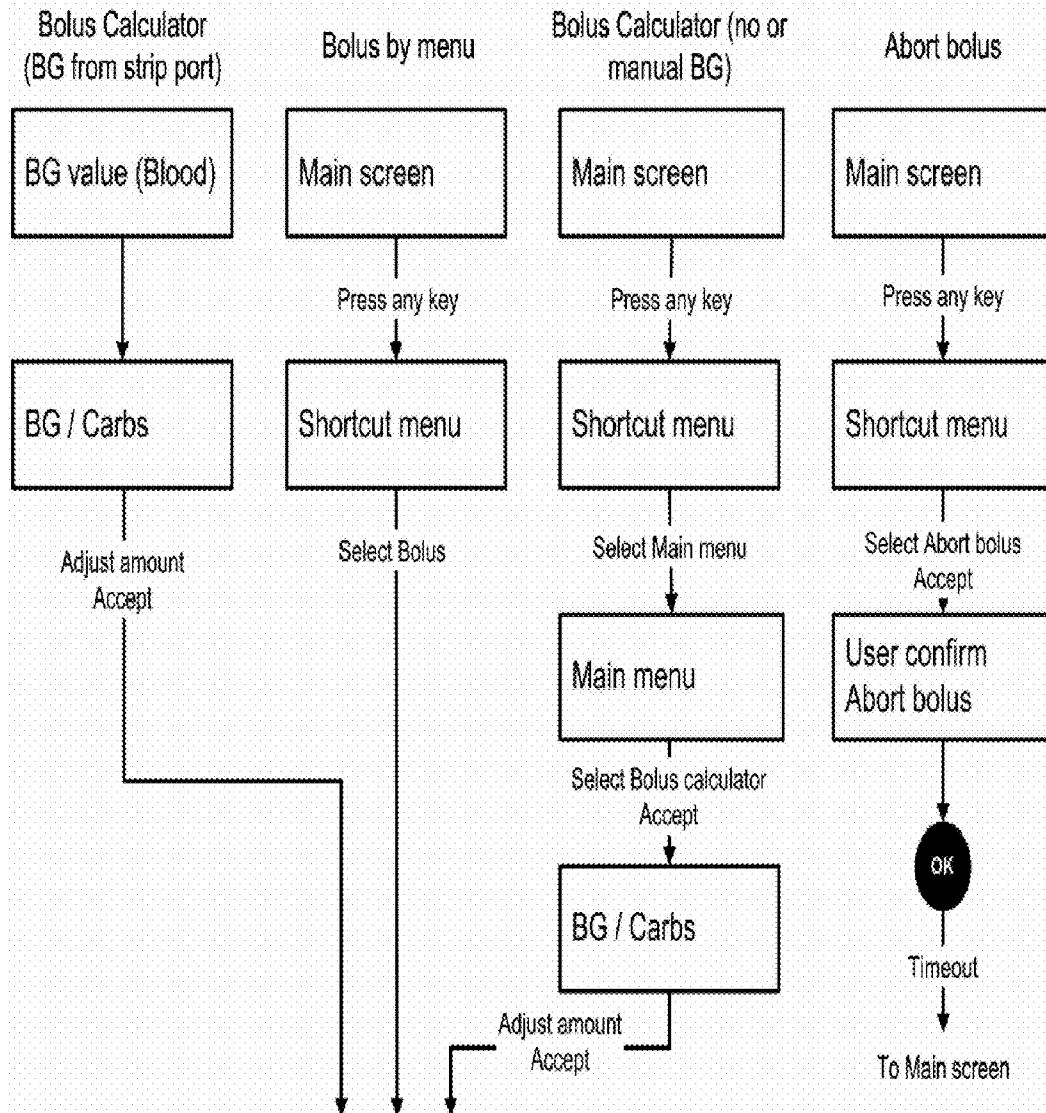 Bolus Calculator
(BG from strip port)
BG value (Blood)
BG / Carbs
Adjust amount
Accept
Bolus by menu
Main screen
Press any key
Shortcut menu
Select Bolus
Bolus Calculator (no or
manual BG)
Main screen
Press any key
Shortcut menu
Select Main menu
Main menu
Select Bolus calculator
Accept
BG / Carbs
Adjust amount
Accept
Abort bolus
Main screen
Press any key
Shortcut menu
Select Abort bolus
Accept
User confirm
Abort bolus
OK
Timeout
To Main screen